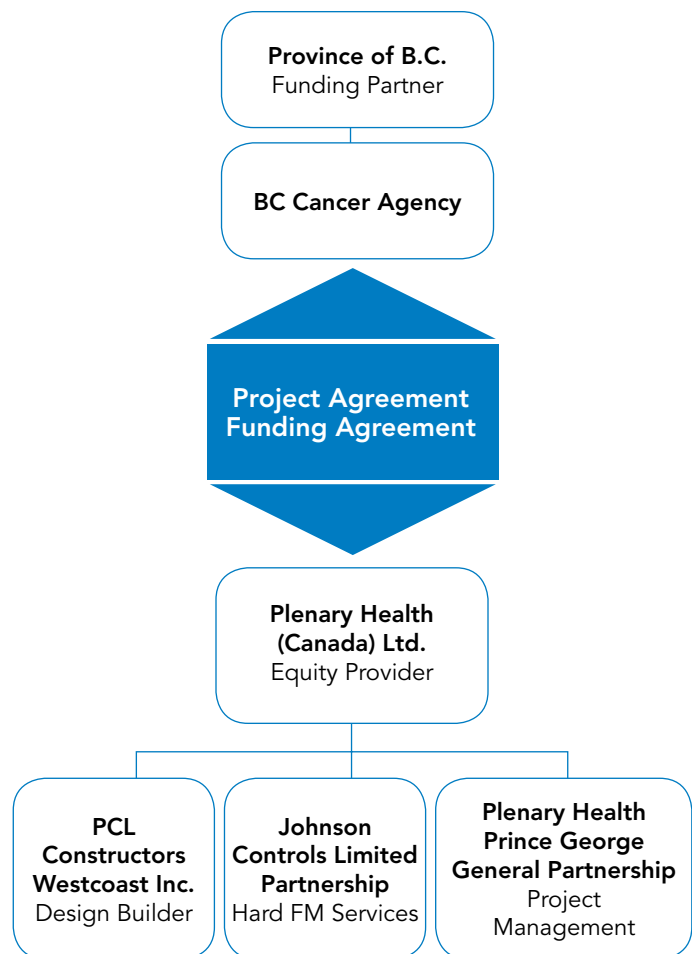 Province of B.C.
Funding Partner
BC Cancer Agency
Project Agreement
Funding Agreement
Plenary Health
(Canada) Ltd.
Equity Provider
PCL
Constructors
Westcoast Inc.
Design Builder
Johnson
Controls Limited
Partnership
Hard FM Services
Plenary Health
Prince George
General Partnership
Project
Management